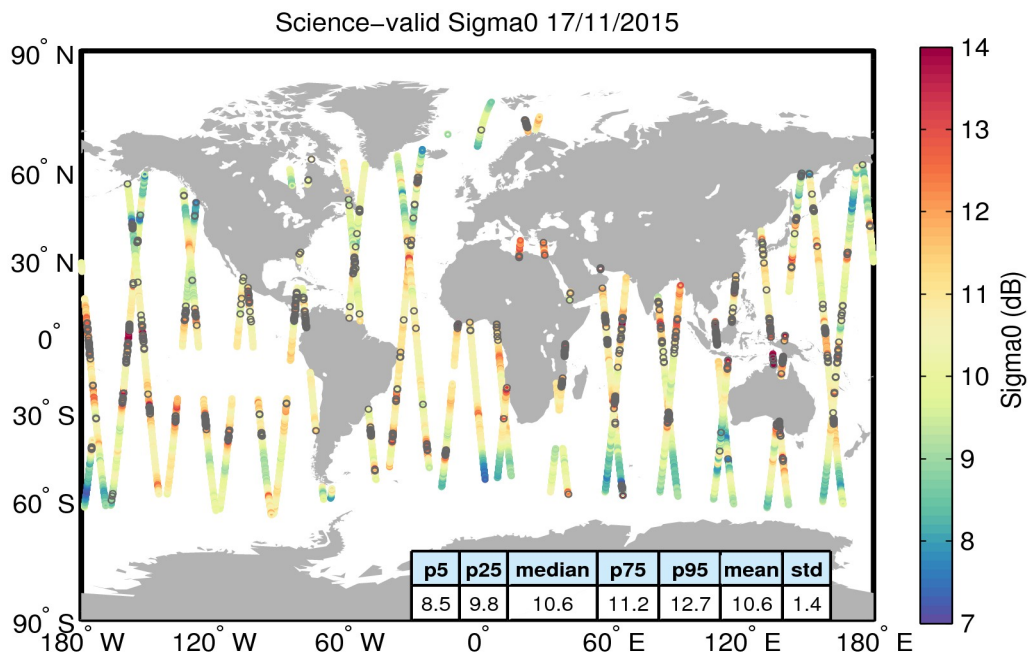 Science−valid Sigma0 17/11/2015
90° N
60° N
30° N
0°
30° S
60° S
90° S
180° W
120° W
60° W
0°
60° E
120° E
180° E
p5 p25 median p75 p95 mean std
8.5 9.8 10.6 11.2 12.7 10.6 1.4
14
13
12
11
10
9
8
7
Sigma0 (dB)